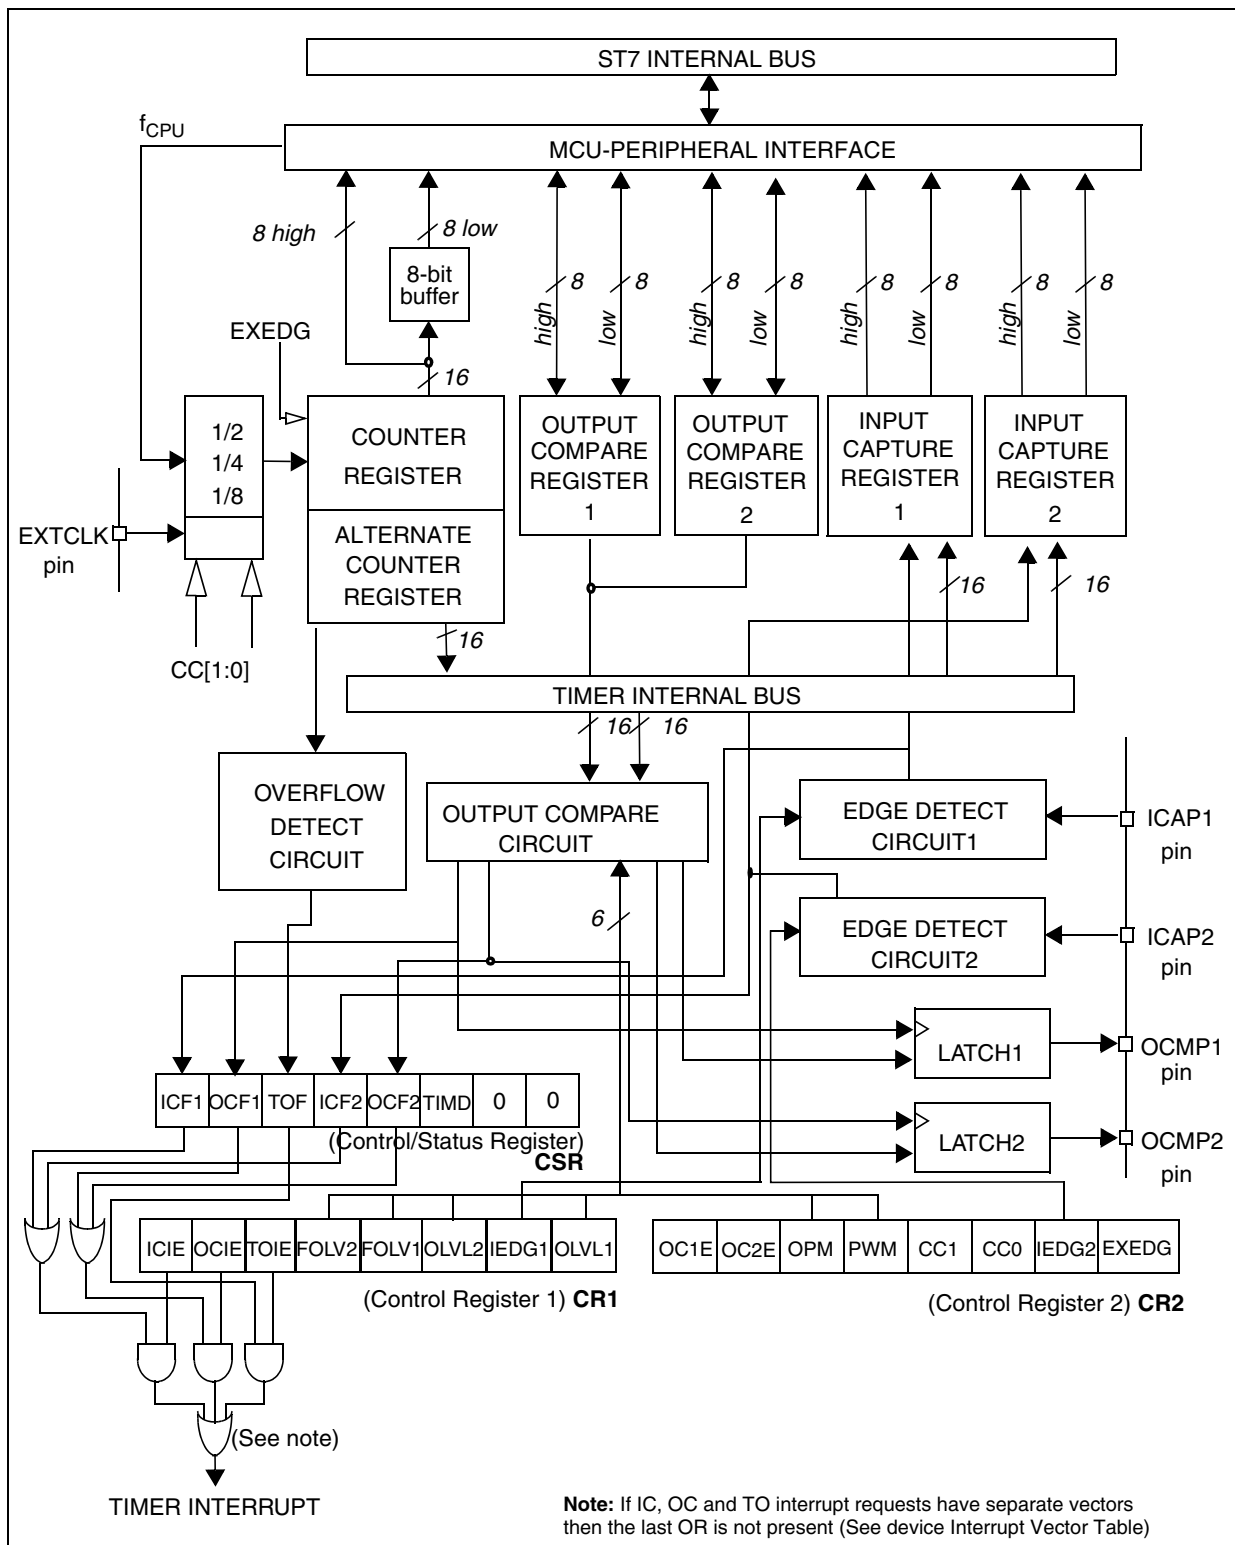 ST7 INTERNAL BUS
fCPU
MCU-PERIPHERAL INTERFACE
8 high
8 low
8-bit
buffer
8
8
8
8
8
8
8
8
high
low
high
low
high
low
high
low
EXEDG
16
1/2
1/4
1/8
COUNTER
REGISTER
OUTPUT
COMPARE
REGISTER
1
OUTPUT
COMPARE
REGISTER
2
INPUT
CAPTURE
REGISTER
1
INPUT
CAPTURE
REGISTER
2
EXTCLK
pin
ALTERNATE
COUNTER
REGISTER
16
16
16
CC[1:0]
TIMER INTERNAL BUS
16
16
OVERFLOW
DETECT
CIRCUIT
OUTPUT COMPARE
CIRCUIT
EDGE DETECT
CIRCUIT1
ICAP1
pin
6
EDGE DETECT
CIRCUIT2
ICAP2
pin
LATCH1
OCMP1
pin
ICF1 OCF1 TOF ICF2 OCF2 TIMD 0 0
(Control/Status Register)
CSR
LATCH2
OCMP2
pin
ICIE OCIE TOIE FOLV2 FOLV1 OLVL2 IEDG1 OLVL1
OC1E OC2E OPM PWM CC1 CC0 IEDG2 EXEDG
(Control Register 1) CR1
(Control Register 2) CR2
(See note)
TIMER INTERRUPT
Note: If IC, OC and TO interrupt requests have separate vectors
then the last OR is not present (See device Interrupt Vector Table)